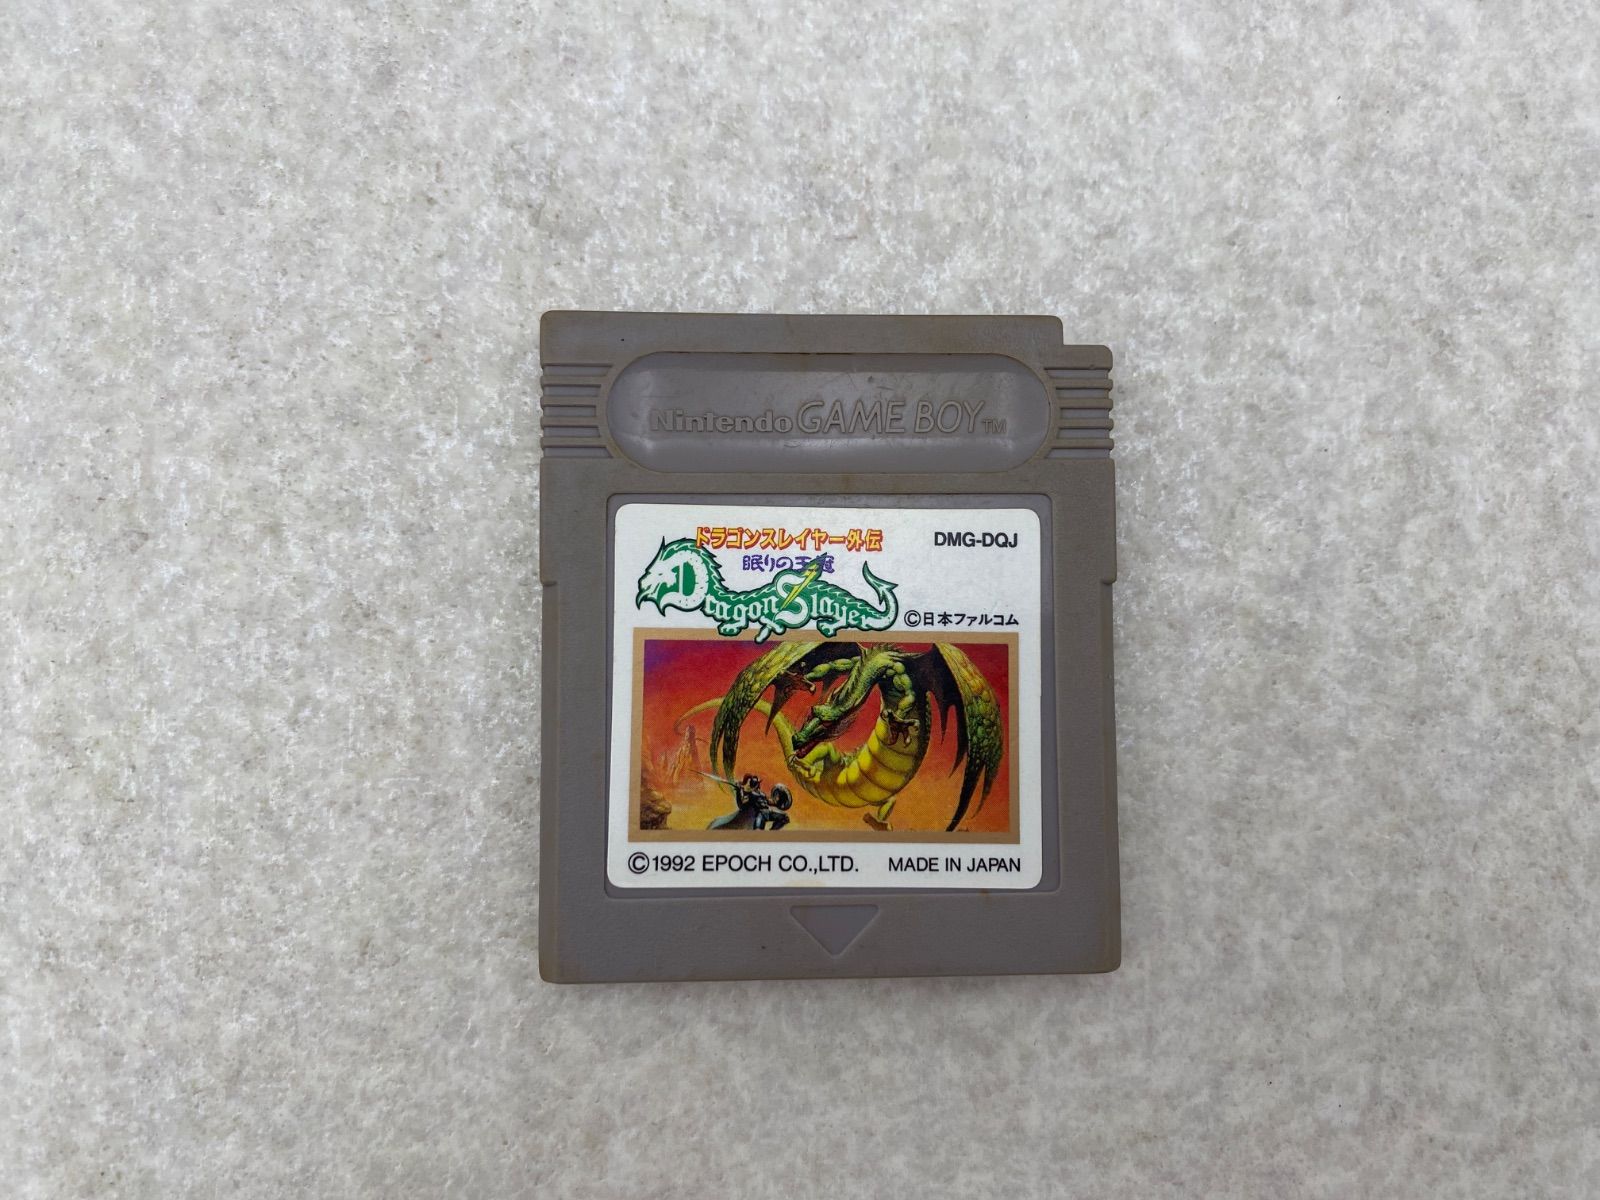 Nintendo GAME BOY TM
ドラゴンスレイヤー外伝
眠りの王冠
Dragon Slayer
DMG-DQJ
©日本ファルコム
©1992 EPOCH CO.,LTD. MADE IN JAPAN